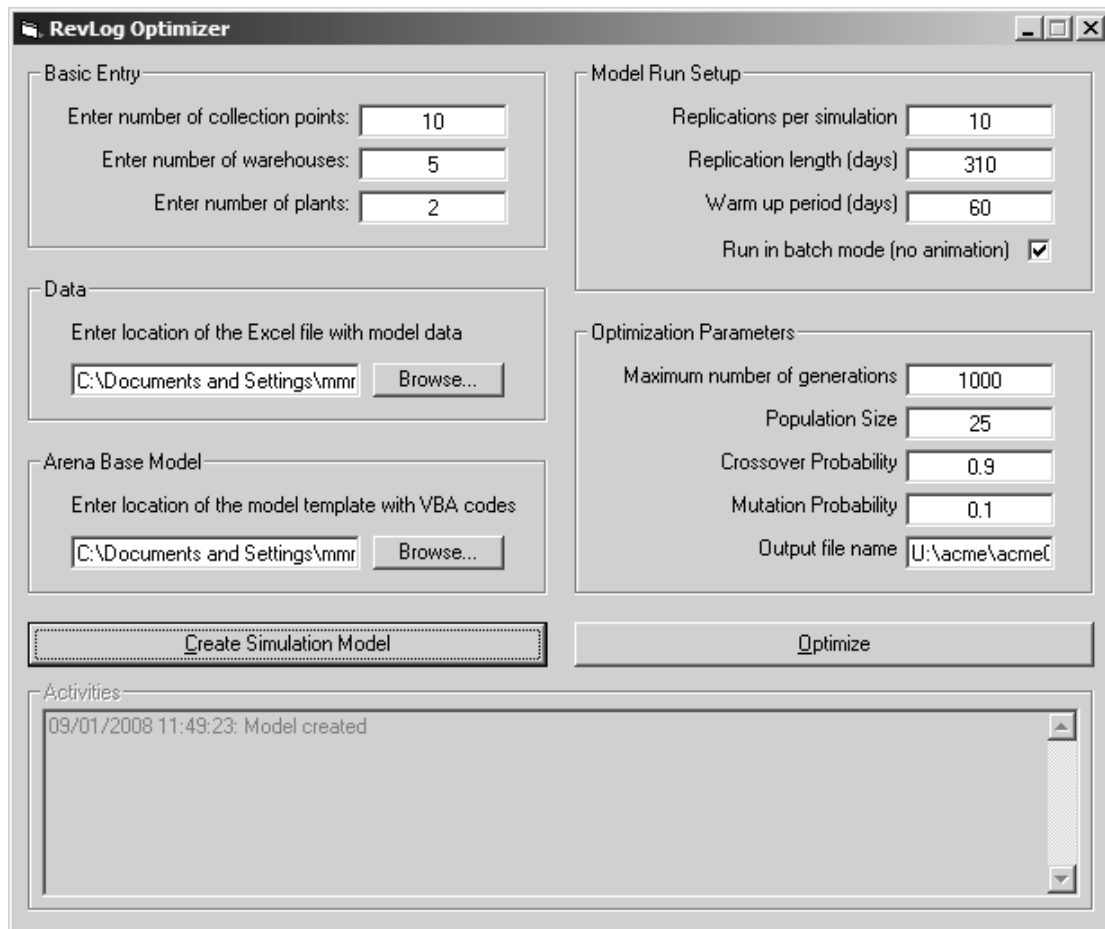 RevLog Optimizer
Basic Entry
Enter number of collection points: 10
Enter number of warehouses: 5
Enter number of plants: 2
Data
Enter location of the Excel file with model data
C:\Documents and Settings\mmr Browse...
Arena Base Model
Enter location of the model template with VBA codes
C:\Documents and Settings\mmr Browse...
Create Simulation Model
Model Run Setup
Replications per simulation 10
Replication length (days) 310
Warm up period (days) 60
Run in batch mode (no animation)
Optimization Parameters
Maximum number of generations 1000
Population Size 25
Crossover Probability 0.9
Mutation Probability 0.1
Output file name U:\acme\acme
Optimize
Activities
09/01/2008 11:49:23: Model created